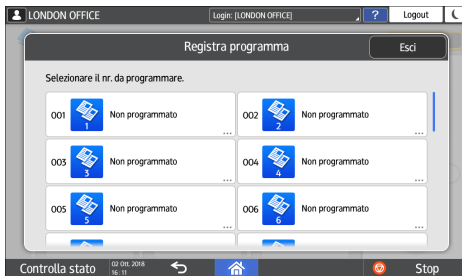 LONDON OFFICE Login: [LONDON OFFICE] ? Logout
Registra programma Esci
Selezionare il nr. da programmare.
001 1 Non programmato ... 002 2 Non programmato ...
003 3 Non programmato ... 004 4 Non programmato ...
005 5 Non programmato ... 006 6 Non programmato ...
Controlla stato 02 Ott. 2018 Stop
16 : 11